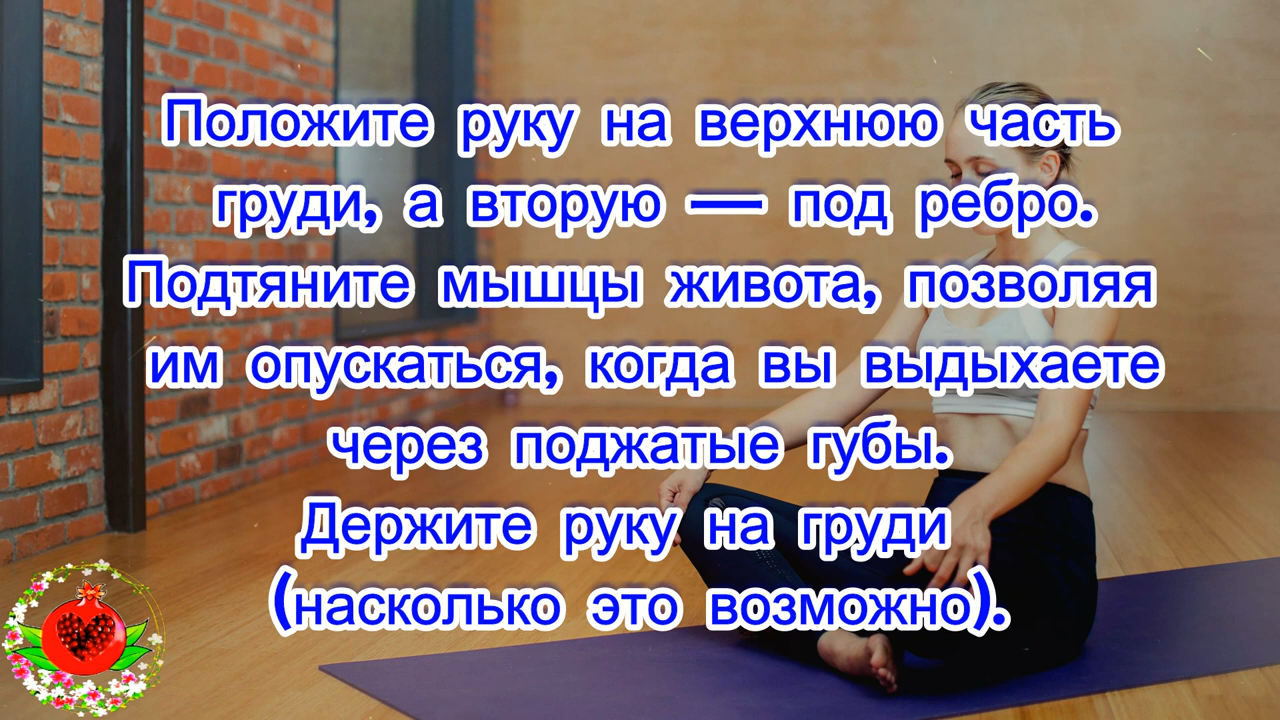 Положите руку на верхнюю часть
груди, а вторую — под ребро.
Подтяните мышцы живота, позволяя
им опускаться, когда вы выдыхаете
через поджатые губы.
Держите руку на груди
(насколько это возможно).